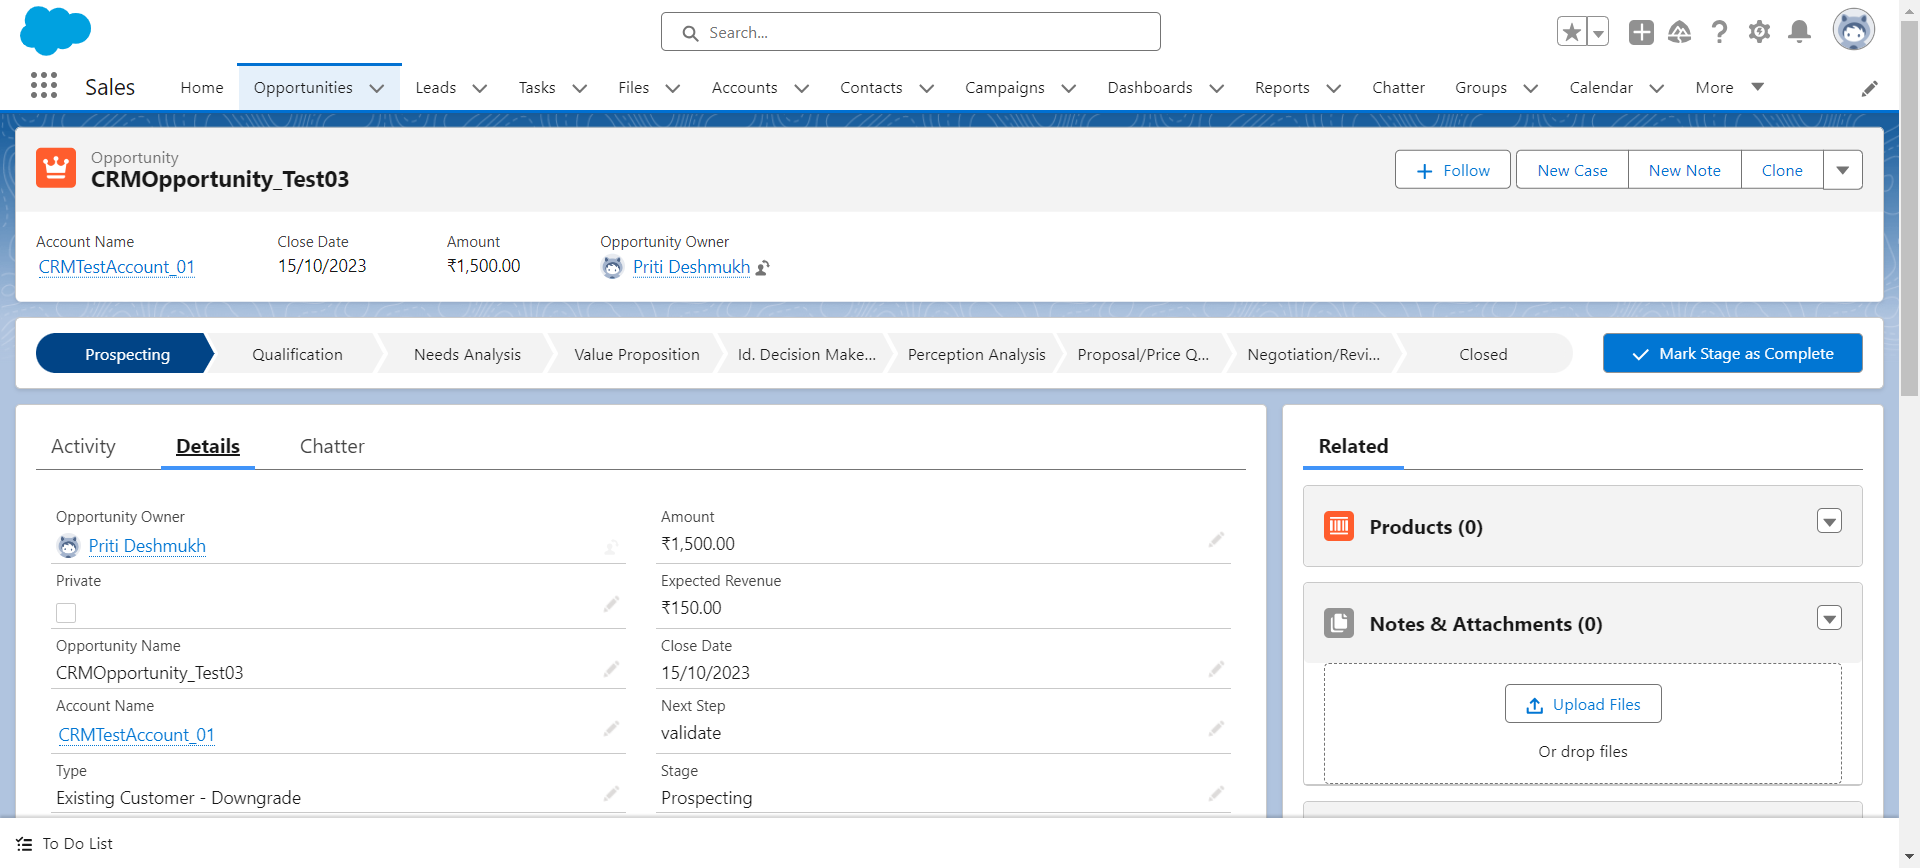 Search...
Sales
Home
Opportunities
Leads
Tasks
Files
Accounts
Contacts
Campaigns
Dashboards
Reports
Chatter
Groups
Calendar
More
Opportunity
CRMOpportunity_Test03
Follow
New Case
New Note
Clone
Account Name
CRMTestAccount_01
Close Date
15/10/2023
Amount
₹1,500.00
Opportunity Owner
Priti Deshmukh
Prospecting
Qualification
Needs Analysis
Value Proposition
Id. Decision Make...
Perception Analysis
Proposal/Price Q...
Negotiation/Revi...
Closed
Mark Stage as Complete
Activity
Details
Chatter
Opportunity Owner
Priti Deshmukh
Private
Opportunity Name
CRMOpportunity_Test03
Account Name
CRMTestAccount_01
Type
Existing Customer - Downgrade
Amount
₹1,500.00
Expected Revenue
₹150.00
Close Date
15/10/2023
Next Step
validate
Stage
Prospecting
Related
Products (0)
Notes & Attachments (0)
Upload Files
Or drop files
To Do List